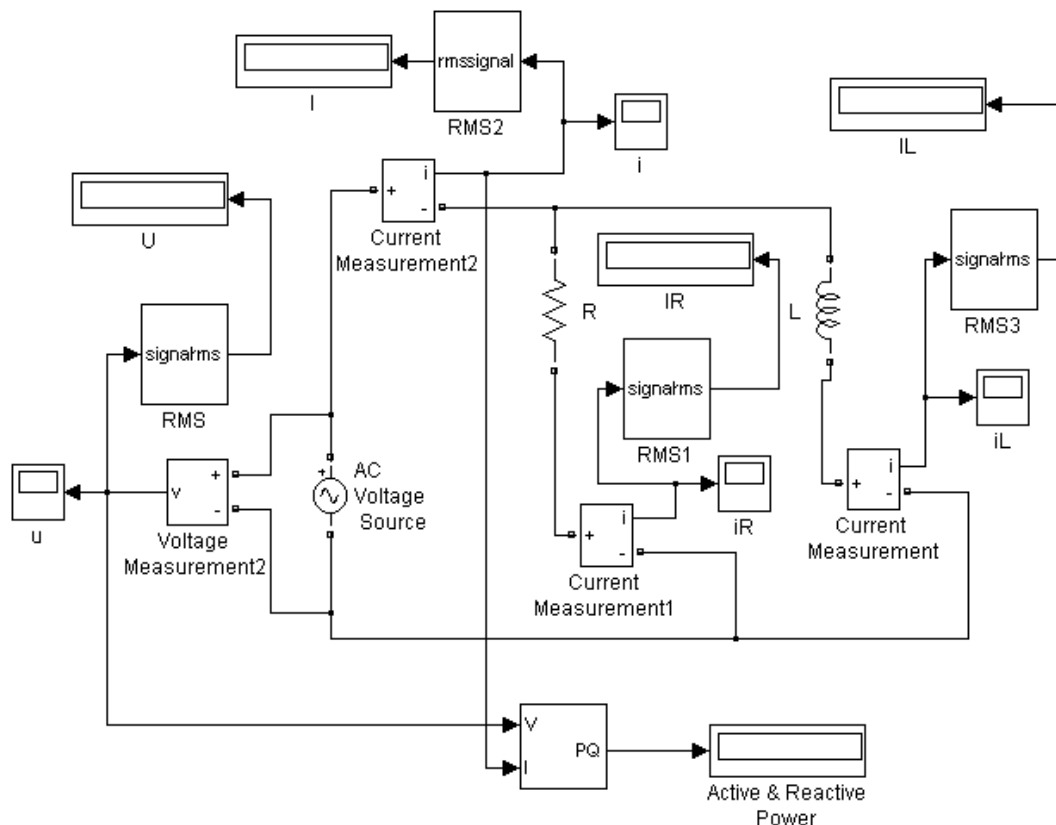 rmssignal
I
RMS2
i
IL
i
+
-
Current
Measurement2
U
signalrms
RMS
R
IR
L
signalrms
RMS3
signalrms
RMS1
iL
u
v
+
-
Voltage
Measurement2
+
AC
Voltage
Source
iR
i
+
-
Current
Measurement1
i
+
-
Current
Measurement
V
I
PQ
Active & Reactive
Power